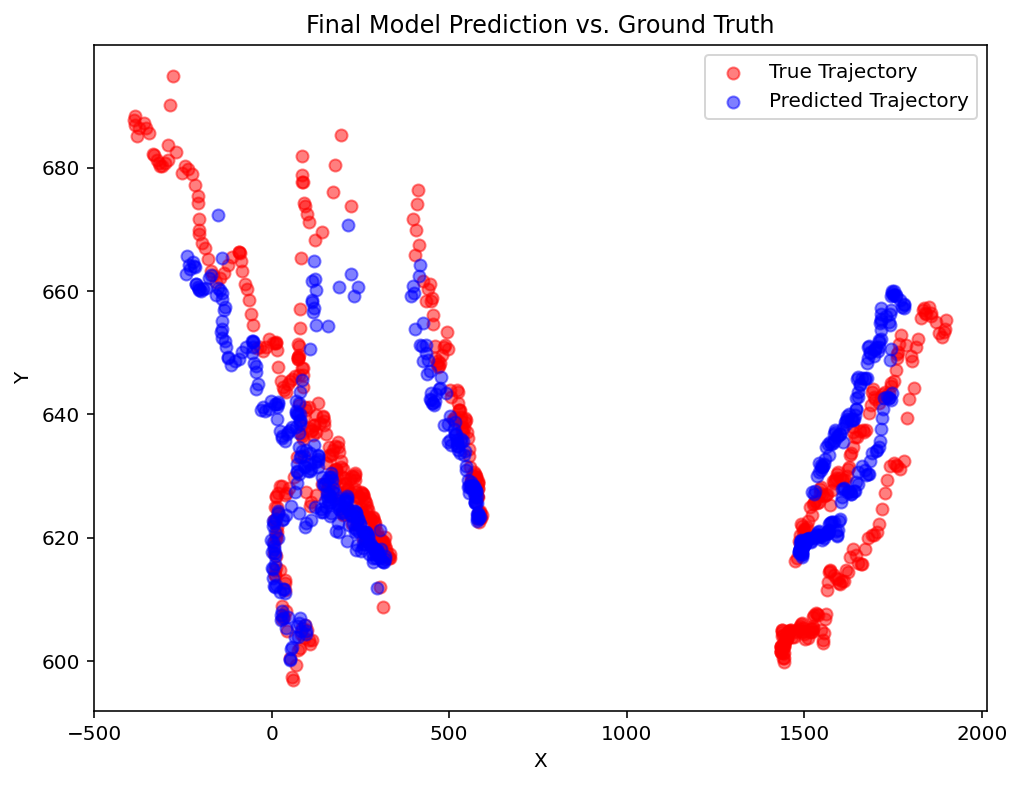 Final Model Prediction vs. Ground Truth
True Trajectory
Predicted Trajectory
Y
680
660
640
620
600
−500
0
500
1000
1500
2000
X